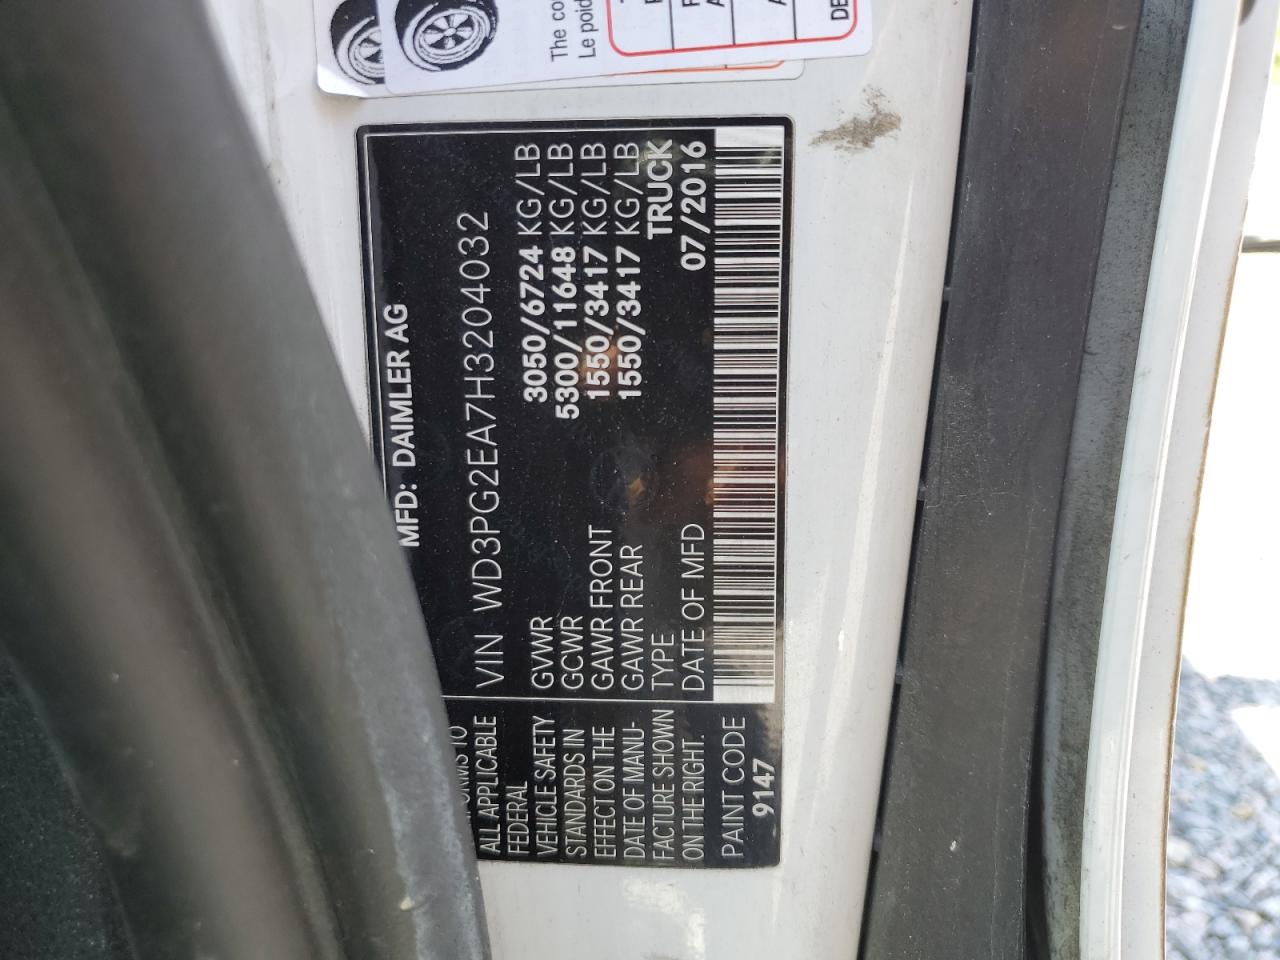 The co
Le poid
DE
MFD: DAIMLER AG
VIN WD3PG2EA7H3204032
GVWR 3050/6724 KG/LB
GCWR 5300/11648 KG/LB
GAWR FRONT 1550/3417 KG/LB
GAWR REAR 1550/3417 KG/LB
TYPE TRUCK
DATE OF MFD 07/2016
ALL APPLICABLE
FEDERAL
VEHICLE SAFETY
STANDARDS IN
EFFECT ON THE
DATE OF MANU-
FACTURE SHOWN
ON THE RIGHT.
PAINT CODE
9147